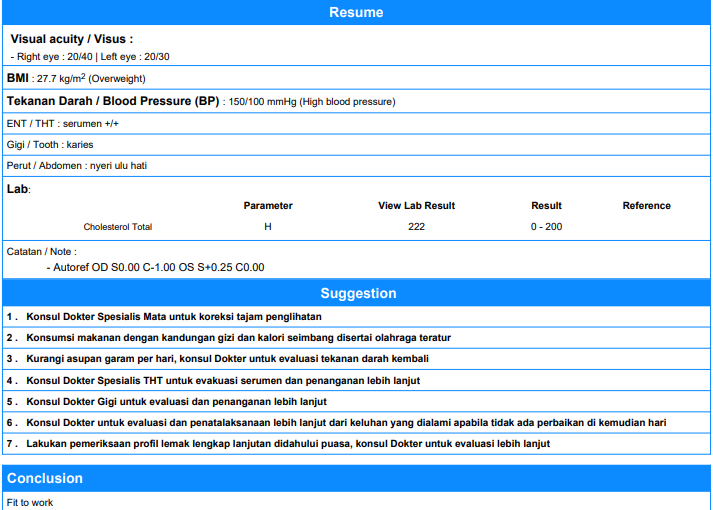 Resume
Visual acuity / Visus :
- Right eye : 20/40 | Left eye : 20/30
BMI : 27.7 kg/m² (Overweight)
Tekanan Darah / Blood Pressure (BP) : 150/100 mmHg (High blood pressure)
ENT / THT : serumen +/+
Gigi / Tooth : karies
Perut / Abdomen : nyeri ulu hati
Lab:
Parameter View Lab Result Result Reference
Cholesterol Total H 222 0 - 200
Catatan / Note :
- Autoref OD S0.00 C-1.00 OS S+0.25 C0.00
Suggestion
1 . Konsul Dokter Spesialis Mata untuk koreksi tajam penglihatan
2 . Konsumsi makanan dengan kandungan gizi dan kalori seimbang disertai olahraga teratur
3 . Kurangi asupan garam per hari, konsul Dokter untuk evaluasi tekanan darah kembali
4 . Konsul Dokter Spesialis THT untuk evakuasi serumen dan penanganan lebih lanjut
5 . Konsul Dokter Gigi untuk evaluasi dan penanganan lebih lanjut
6 . Konsul Dokter untuk evaluasi dan penatalaksanaan lebih lanjut dari keluhan yang dialami apabila tidak ada perbaikan di kemudian hari
7 . Lakukan pemeriksaan profil lemak lengkap lanjutan didahului puasa, konsul Dokter untuk evaluasi lebih lanjut
Conclusion
Fit to work